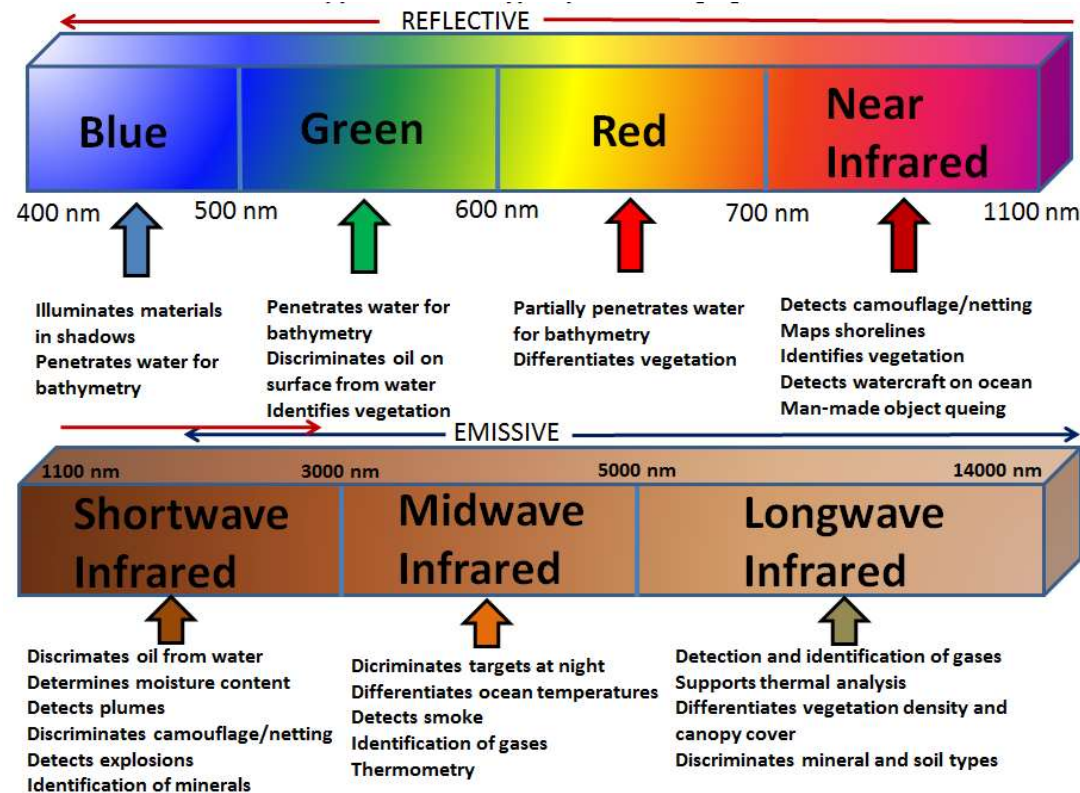 REFLECTIVE
Blue
Green
Red
Near
Infrared
400 nm
500 nm
600 nm
700 nm
1100 nm
Illuminates materials
in shadows
Penetrates water for
bathymetry
Penetrates water for
bathymetry
Discriminates oil on
surface from water
Identifies vegetation
Partially penetrates water
for bathymetry
Differentiates vegetation
Detects camouflage/netting
Maps shorelines
Identifies vegetation
Detects watercraft on ocean
Man-made object queing
EMISSIVE
1100 nm
3000 nm
5000 nm
14000 nm
Shortwave
Infrared
Midwave
Infrared
Longwave
Infrared
Discrimates oil from water
Determines moisture content
Detects plumes
Discriminates camouflage/netting
Detects explosions
Identification of minerals
Dicriminates targets at night
Differentiates ocean temperatures
Detects smoke
Identification of gases
Thermometry
Detection and identification of gases
Supports thermal analysis
Differentiates vegetation density and
canopy cover
Discriminates mineral and soil types